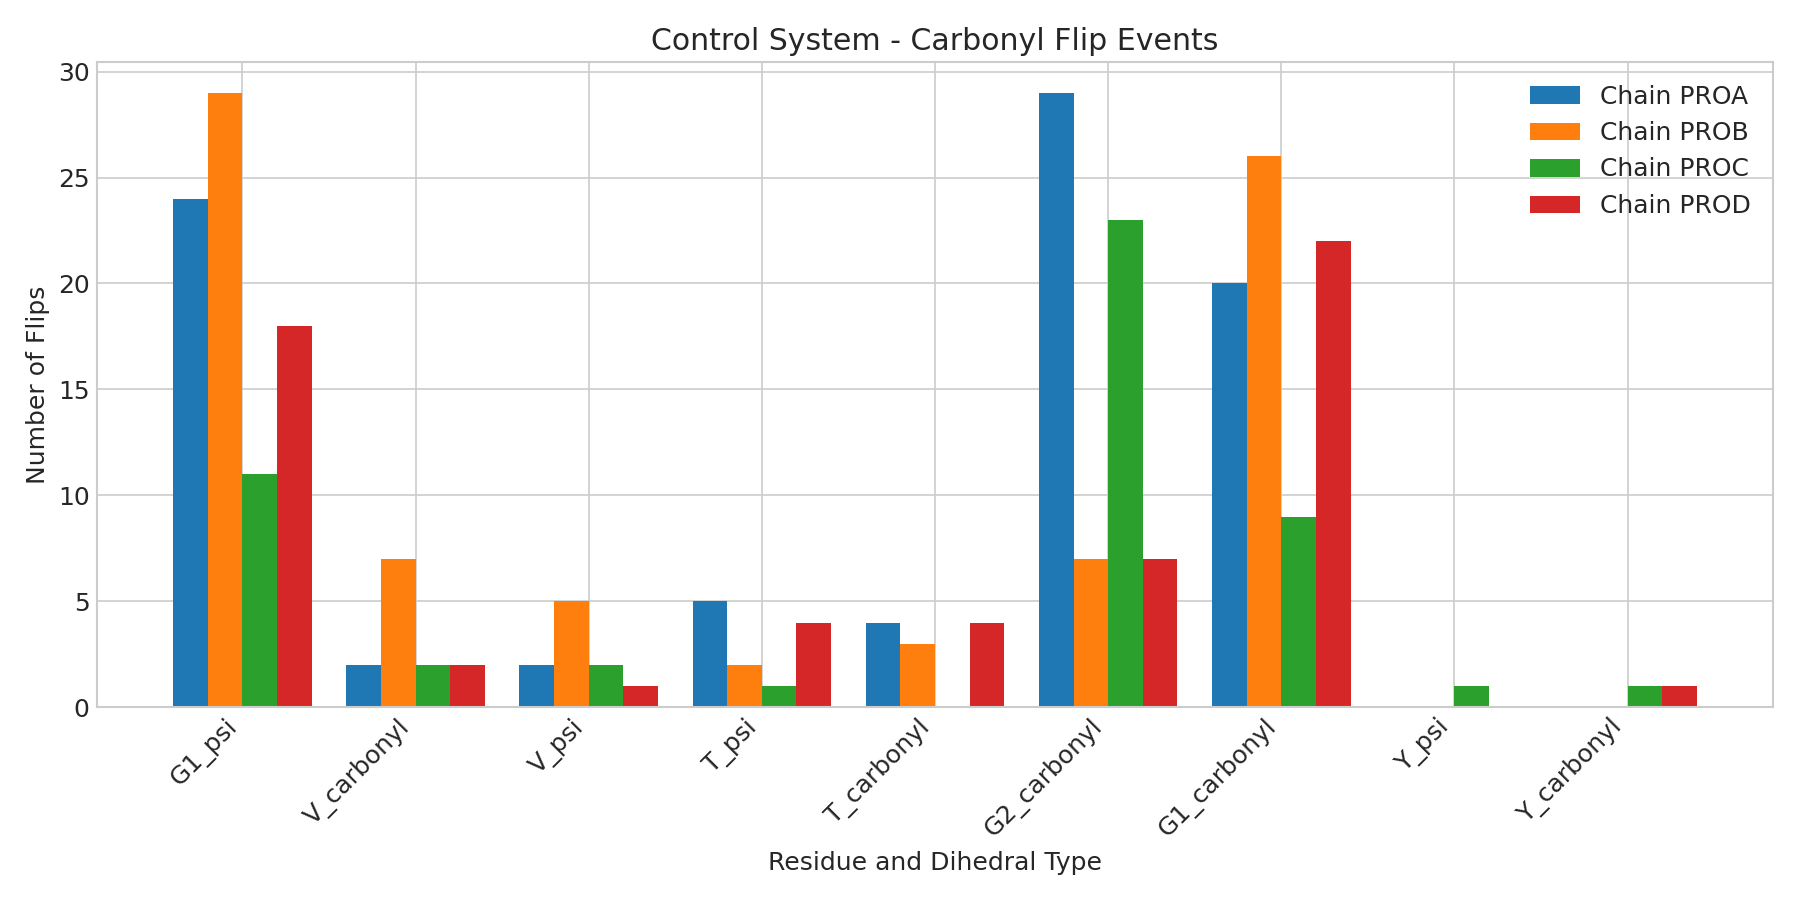 Control System - Carbonyl Flip Events
30
25
20
15
10
5
0
Number of Flips
Chain PROA
Chain PROB
Chain PROC
Chain PROD
G1_psi
V_carbonyl
V_psi
T_psi
T_carbonyl
G2_carbonyl
G1_carbonyl
Y_psi
Y_carbonyl
Residue and Dihedral Type